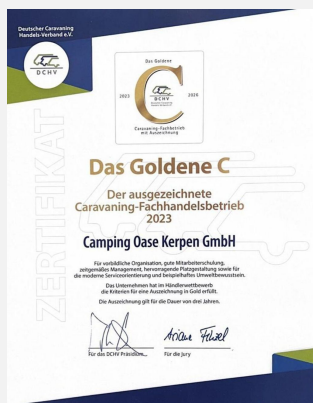 Deutscher Caravaning
Handels-Verband e.V.
DCHV
Das Goldene
2023
2026
DCHV
Caravaning-Fachbetrieb
mit Auszeichnung
ZERTIFIKAT
Das Goldene C
Der ausgezeichnete
Caravaning-Fachhandelsbetrieb
2023
Camping Oase Kerpen GmbH
Für vorbildliche Organisation, gute Mitarbeiterschulung,
zeitgemäßes Management, hervorragende Platzgestaltung sowie für
die moderne Serviceorientierung und beispielhaftes Umweltbewusstsein.
Das Unternehmen hat im Händlerwettbewerb
die Kriterien für eine Auszeichnung in Gold erfüllt.
Die Auszeichnung gilt für die Dauer von drei Jahren.
Für das DCHV Präsidium
Für die Jury